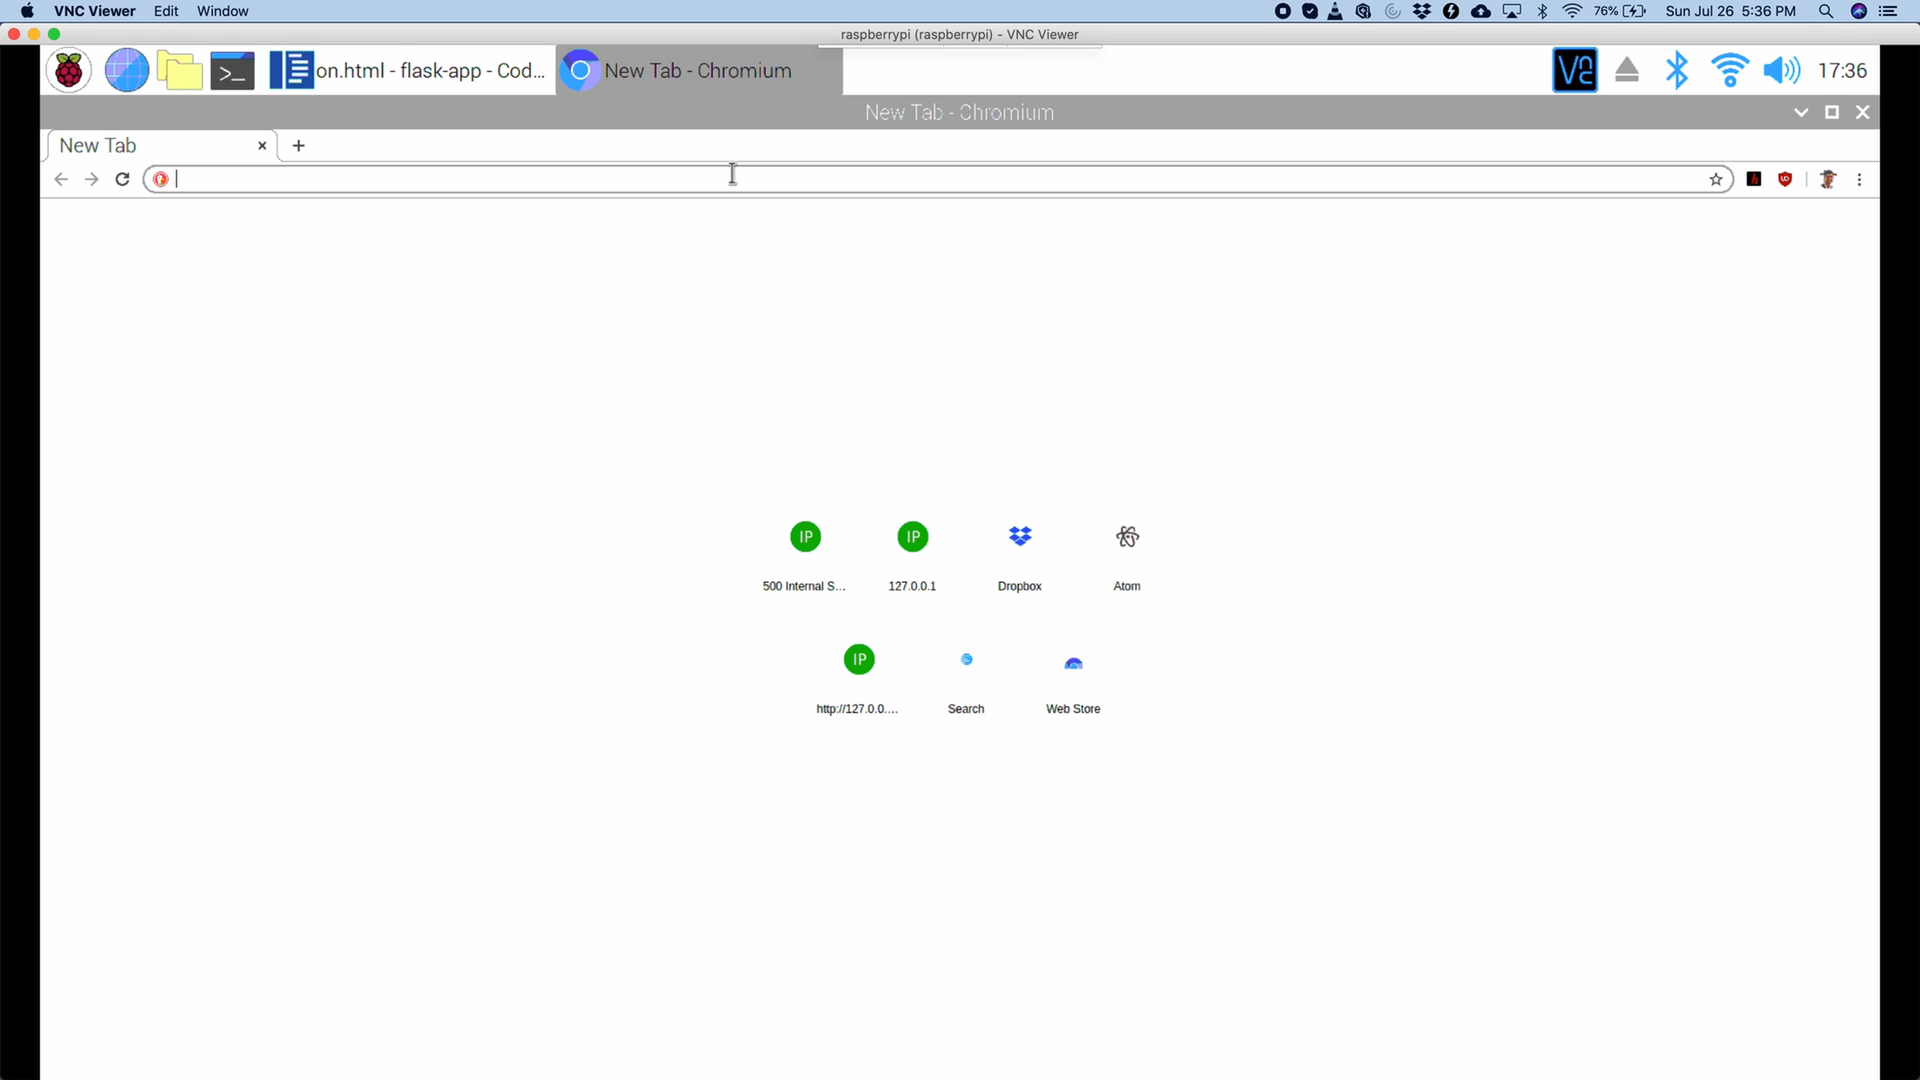 VNC Viewer Edit Window 76% Sun Jul 26 5:36 PM
raspberrypi (raspberrypi) - VNC Viewer
>_ on.html - flask-app - Cod... New Tab - Chromium 17:36
New Tab - Chromium
New Tab
IP IP
500 Internal S... 127.0.0.1 Dropbox Atom
IP
http://127.0.0.... Search Web Store